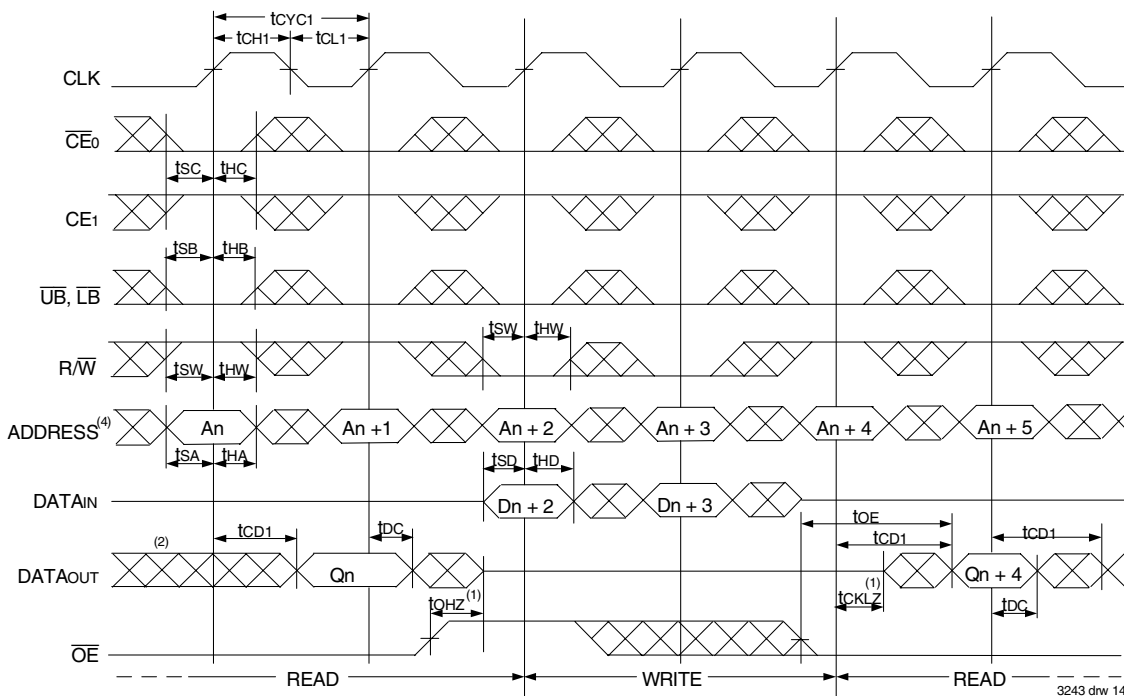 tCYC1
tCH1 tCL1
CLK
CE0
tSC tHC
CE1
tSB tHB
UB, LB
tSW tHW
R/W
tSW tHW
ADDRESS(4) An An +1 An + 2 An + 3 An + 4 An + 5
tSA tHA tSD tHD
DATAIN Dn + 2 Dn + 3
tOE
tCD1 tDC tCD1 tCD1
(2)
DATAOUT Qn Qn + 4
tOHZ(1) tCKLZ(1) tDC
OE
READ WRITE READ
3243 drw 14